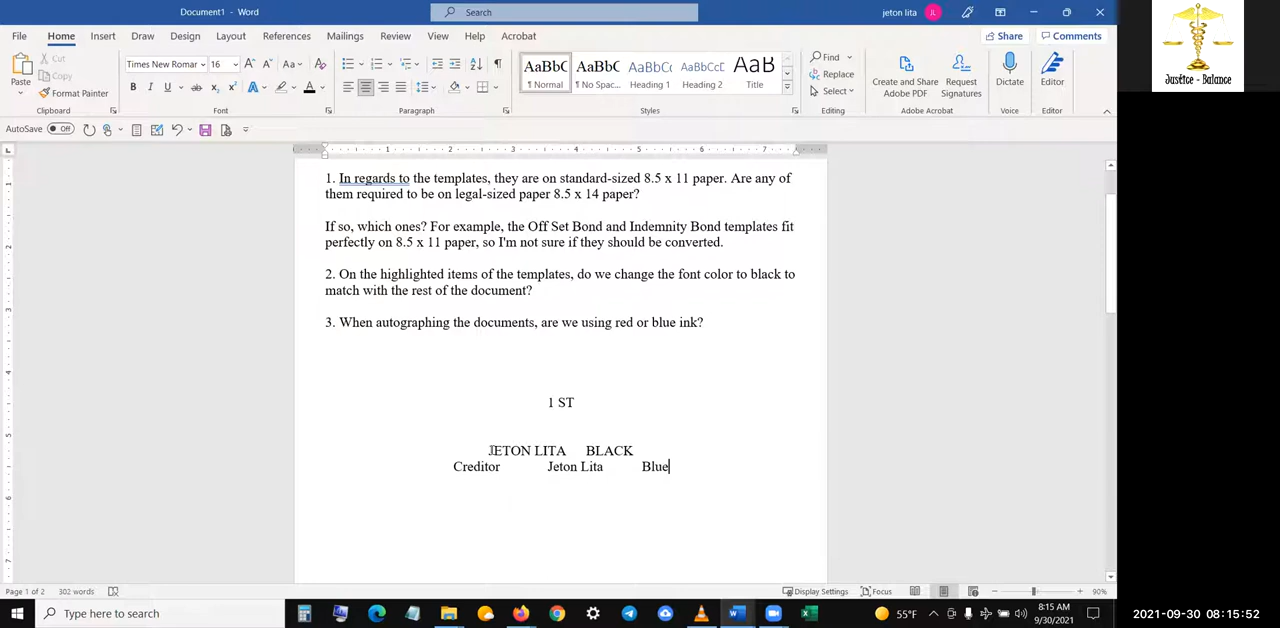 Document1 - Word
Search
jeton lita
JL
File Home Insert Draw Design Layout References Mailings Review View Help Acrobat
Share
Comments
Paste
Cut
Copy
Format Painter
Clipboard
Times New Roman
16
Font
Paragraph
AaBbC
¶ Normal
AaBbC
¶ No Spac...
AaBbCc
Heading 1
AaBbCcE
Heading 2
AaB
Title
Styles
Find
Replace
Select
Editing
Create and Share
Adobe PDF
Request
Signatures
Adobe Acrobat
Dictate
Voice
Editor
Editor
AutoSave Off
1. In regards to the templates, they are on standard-sized 8.5 x 11 paper. Are any of
them required to be on legal-sized paper 8.5 x 14 paper?
If so, which ones? For example, the Off Set Bond and Indemnity Bond templates fit
perfectly on 8.5 x 11 paper, so I'm not sure if they should be converted.
2. On the highlighted items of the templates, do we change the font color to black to
match with the rest of the document?
3. When autographing the documents, are we using red or blue ink?
1 ST
JETON LITA BLACK
Creditor Jeton Lita Blue
Page 1 of 2 302 words
Display Settings
Focus
90%
Type here to search
55°F
8:15 AM
9/30/2021
Justice - Balance
2021-09-30 08:15:52